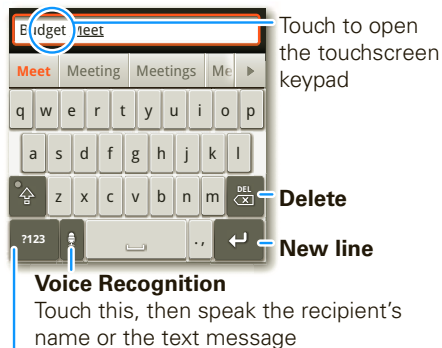 Budget Meet
Touch to open
the touchscreen
keypad
Meet Meeting Meetings Me
q w e r t y u i o p
a s d f g h j k l
z x c v b n m DEL
Delete
?123 . ,
New line
Voice Recognition
Touch this, then speak the recipient's
name or the text message